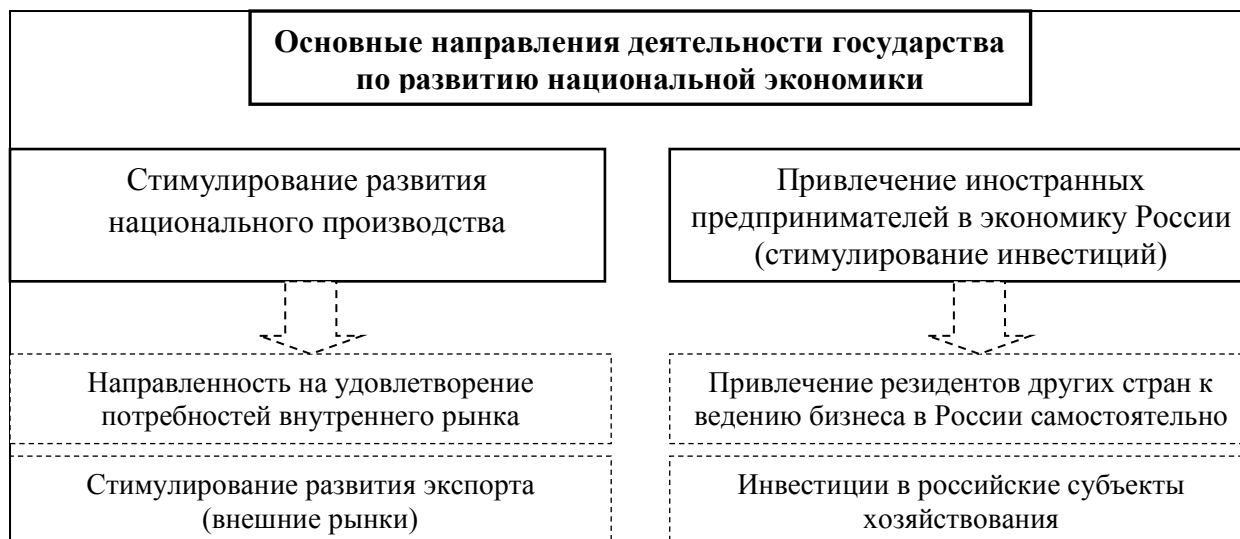 Основные направления деятельности государства
по развитию национальной экономики
Стимулирование развития
национального производства
Привлечение иностранных
предпринимателей в экономику России
(стимулирование инвестиций)
Направленность на удовлетворение
потребностей внутреннего рынка
Привлечение резидентов других стран к
ведению бизнеса в России самостоятельно
Стимулирование развития экспорта
(внешние рынки)
Инвестиции в российские субъекты
хозяйствования